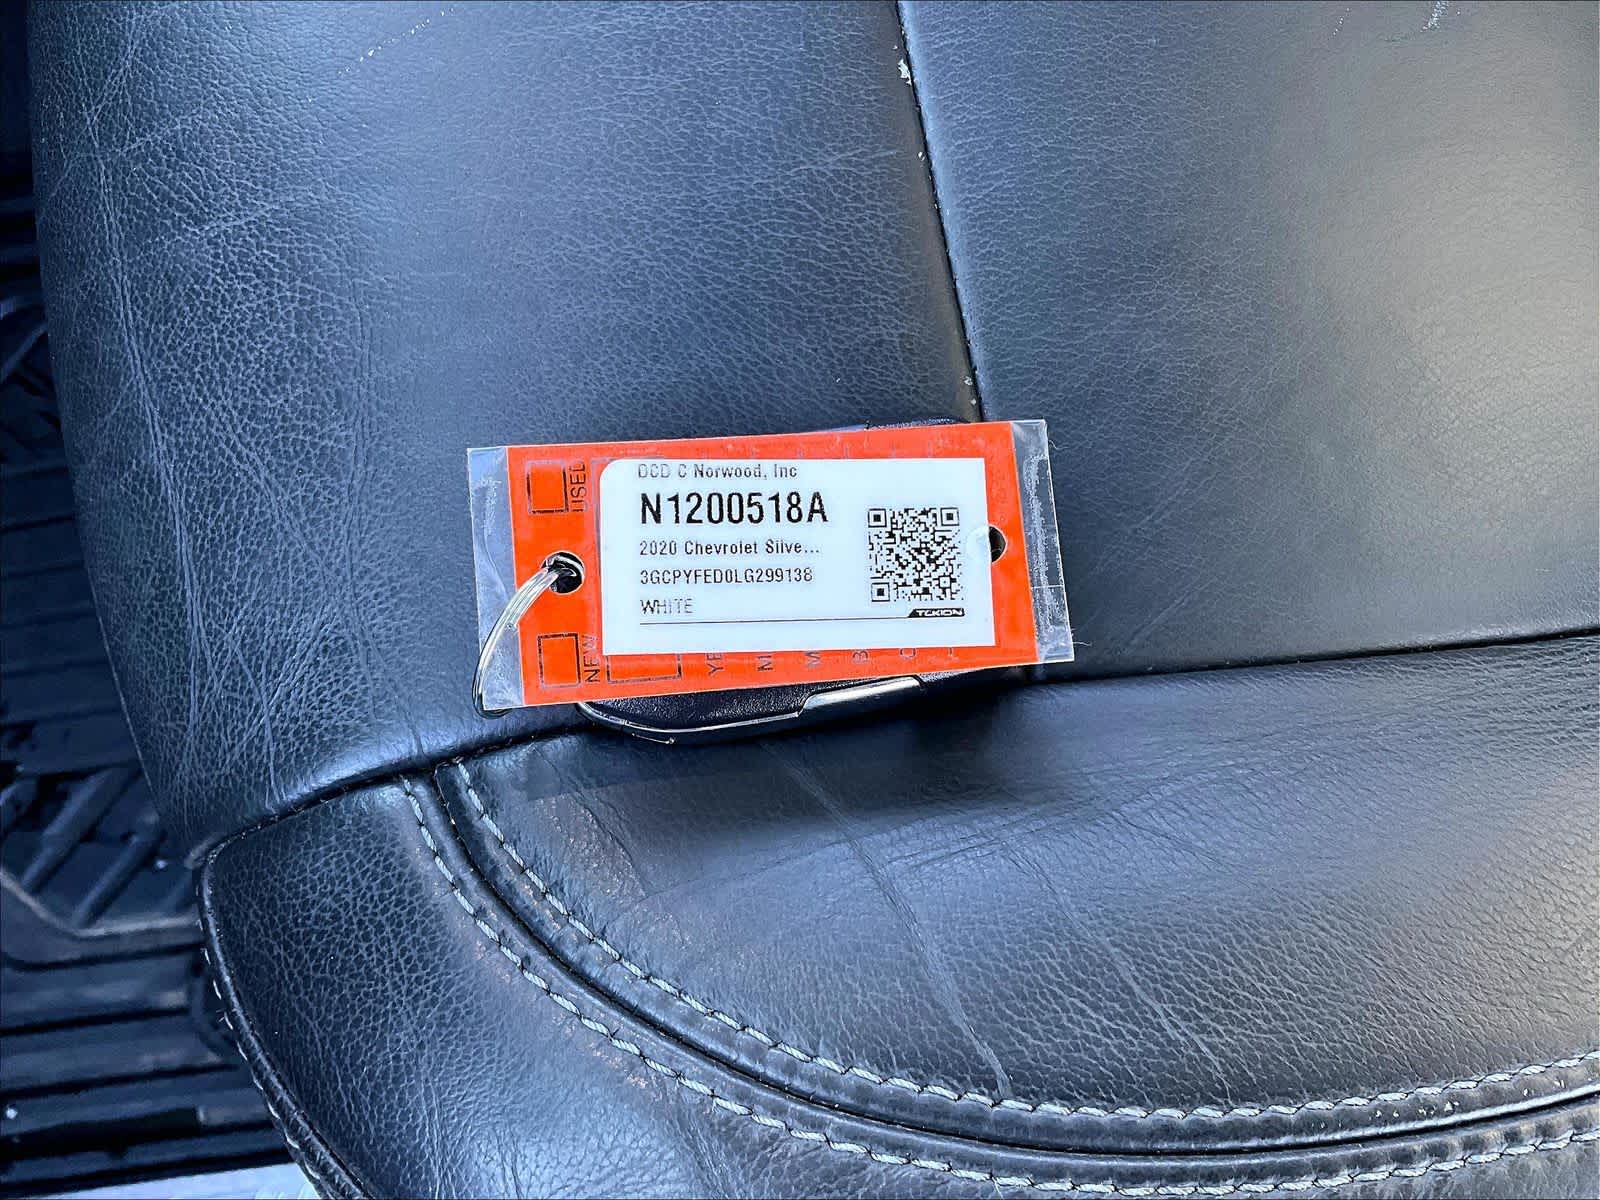 DCD C Norwood, Inc
N1200518A
2020 Chevrolet Silve...
3GCPYFED0LG299138
WHITE
TEKION
USED
NEW